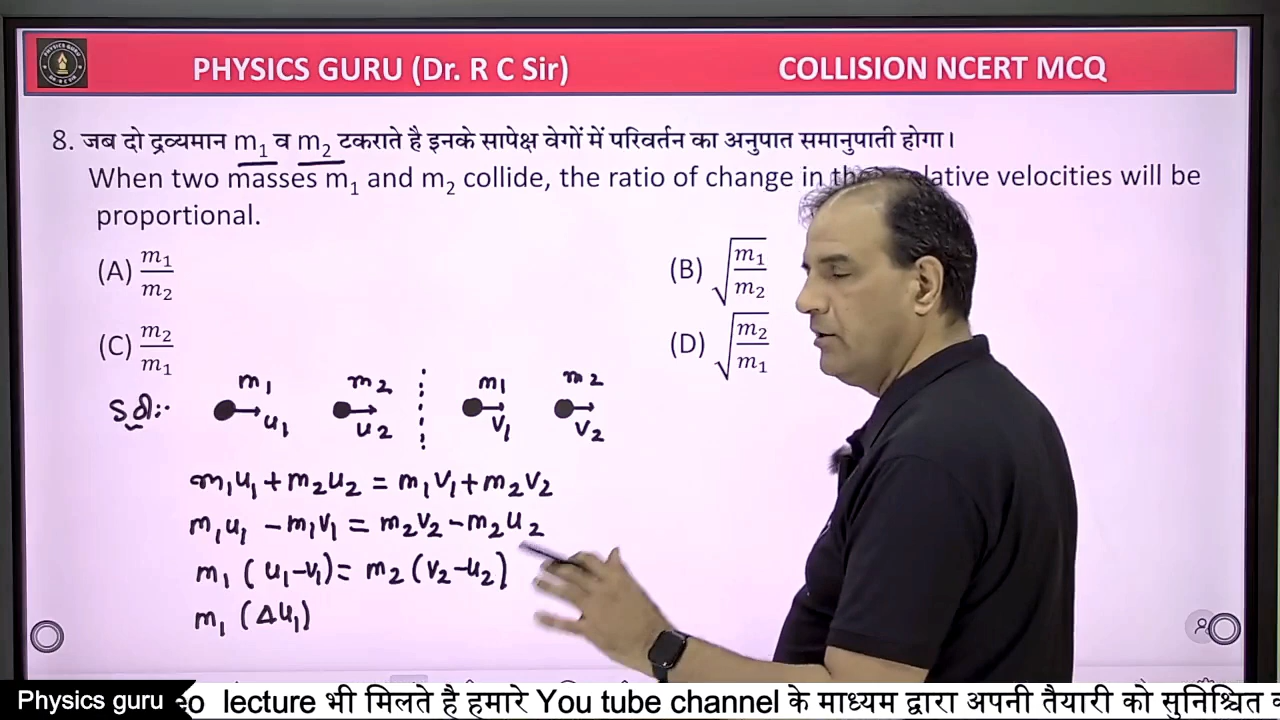 PHYSICS GURU (Dr. R C Sir)
COLLISION NCERT MCQ
8. जब दो द्रव्यमान m₁ व m₂ टकराते है इनके सापेक्ष वेगों में परिवर्तन का अनुपात समानुपाती होगा।
When two masses m₁ and m₂ collide, the ratio of change in velocities will be
proportional.
(A) m₁/m₂
(B) √(m₁/m₂)
(C) m₂/m₁
(D) √(m₂/m₁)
m₁ m₂ m₁ m₂
u₁ u₂ v₁ v₂
m₁u₁ + m₂u₂ = m₁v₁ + m₂v₂
m₁u₁ - m₁v₁ = m₂v₂ - m₂u₂
m₁ (u₁-v₁) = m₂ (v₂-u₂)
m₁ (Δu₁)
Physics guru
lecture भी मिलते है हमारे You tube channel के माध्यम द्वारा अपनी तैयारी को सुनिश्चित